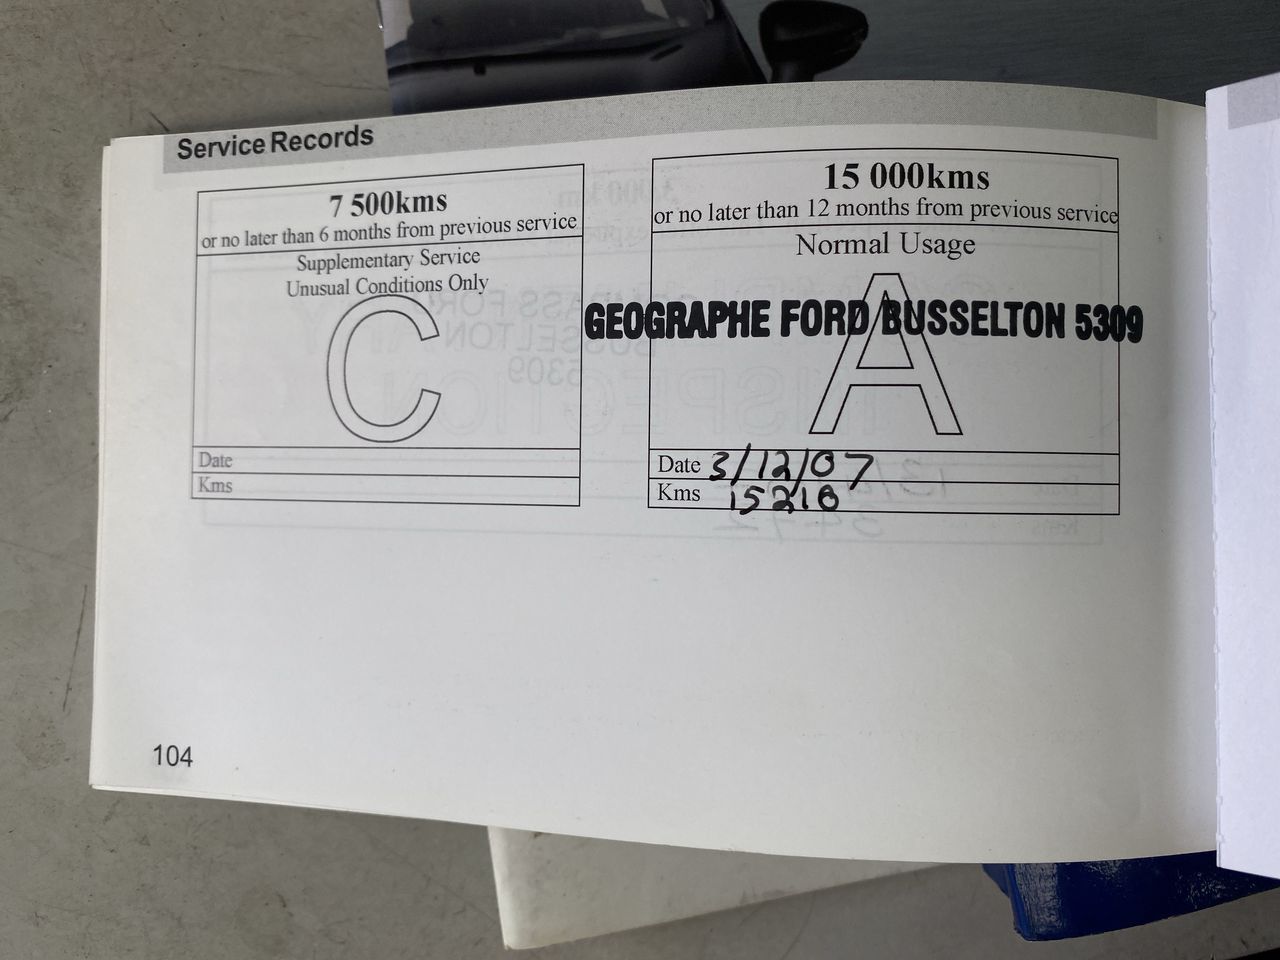 Service Records
7 500kms
or no later than 6 months from previous service
Supplementary Service
Unusual Conditions Only
C
Date
Kms
15 000kms
or no later than 12 months from previous service
Normal Usage
A
GEOGRAPHE FORD BUSSELTON 5309
Date 3/12/07
Kms 15218
104